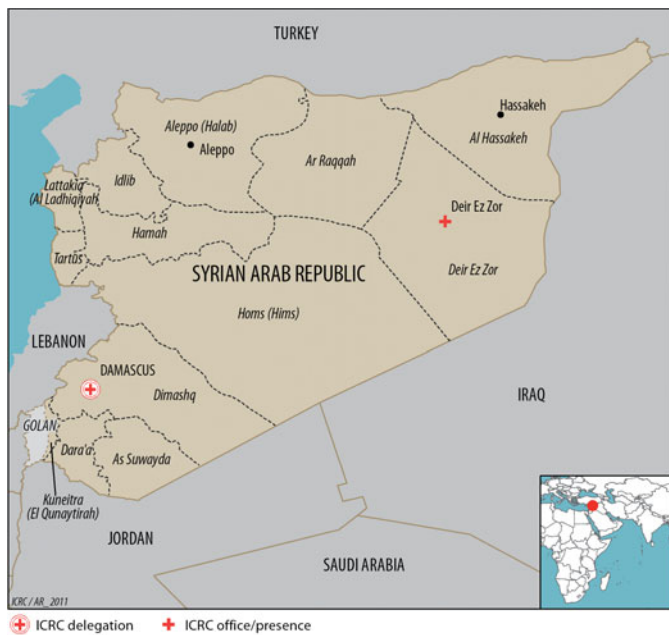 TURKEY
Hassakeh
Aleppo (Halab)
Aleppo
Al Hassakeh
Ar Raqqah
Idlib
Lattakia
(Al Ladhiqiyah)
Deir Ez Zor
Hamah
Tartus
SYRIAN ARAB REPUBLIC
Deir Ez Zor
Homs (Hims)
LEBANON
DAMASCUS
Dimashq
IRAQ
GOLAN
Dara'a
As Suwayda
Kuneitra
(El Qunaytirah)
JORDAN
SAUDI ARABIA
ICRC / AR_2011
ICRC delegation
ICRC office/presence